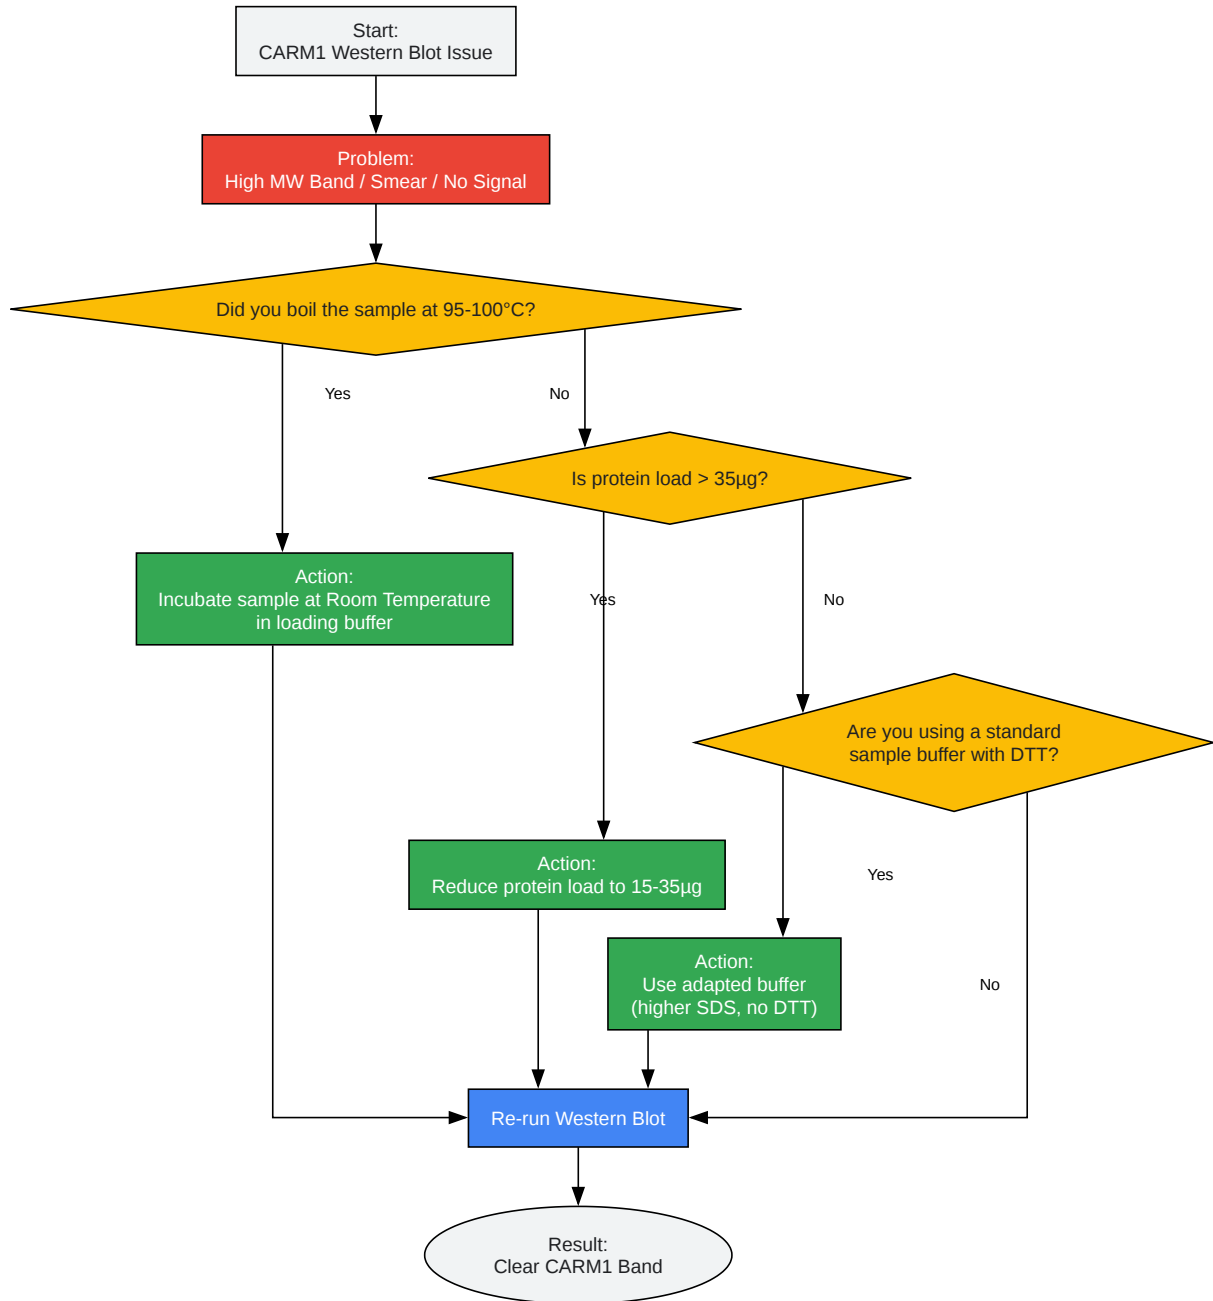 Start:
CARM1 Western Blot Issue
Problem:
High MW Band / Smear / No Signal
Did you boil the sample at 95-100°C?
Yes
No
Is protein load > 35µg?
Action:
Incubate sample at Room Temperature
in loading buffer
Yes
No
Are you using a standard
sample buffer with DTT?
Action:
Reduce protein load to 15-35µg
Yes
Action:
Use adapted buffer
(higher SDS, no DTT)
No
Re-run Western Blot
Result:
Clear CARM1 Band